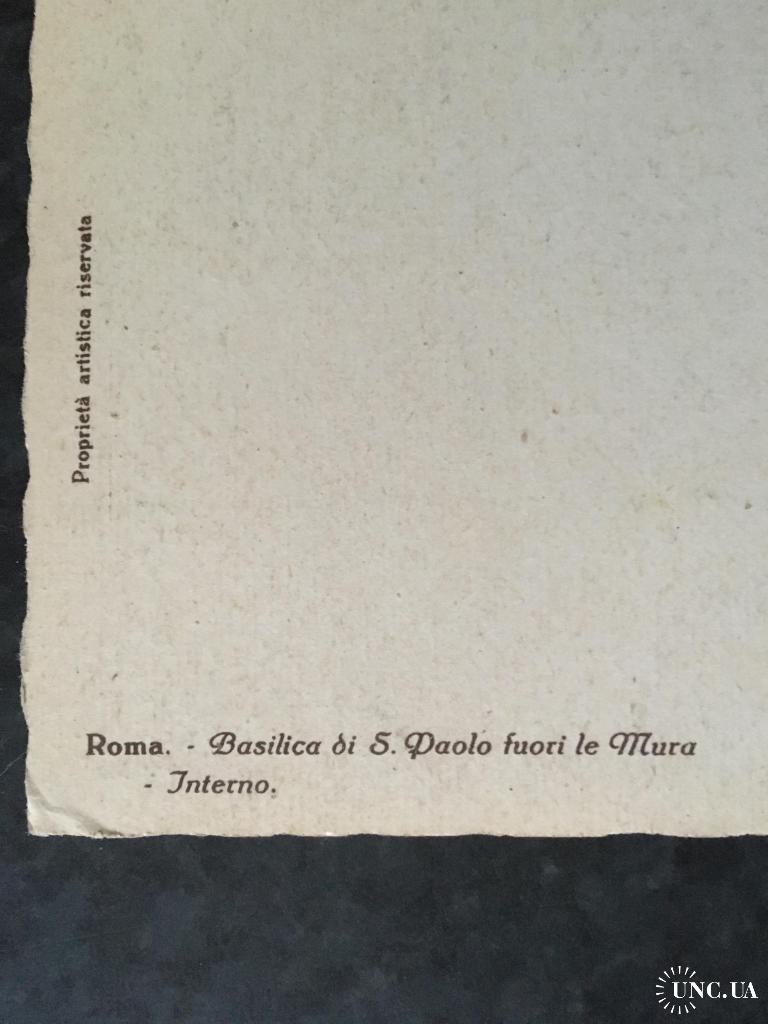 Proprietà artistica riservata
Roma. - Basilica di S. Paolo fuori le Mura
- Interno.
UNC.UA